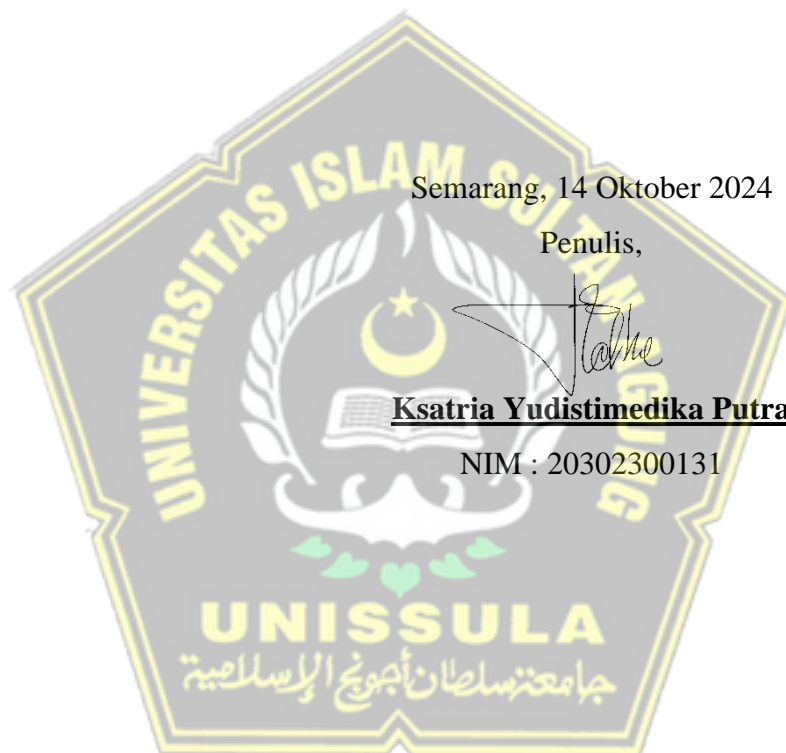 UNIVERSITAS ISLAM SULTAN AGUNG
Semarang, 14 Oktober 2024
Penulis,
Ksatria Yudistimedika Putra
NIM : 20302300131
UNISSULA
جامعة سلطان أجونج الإسلامية